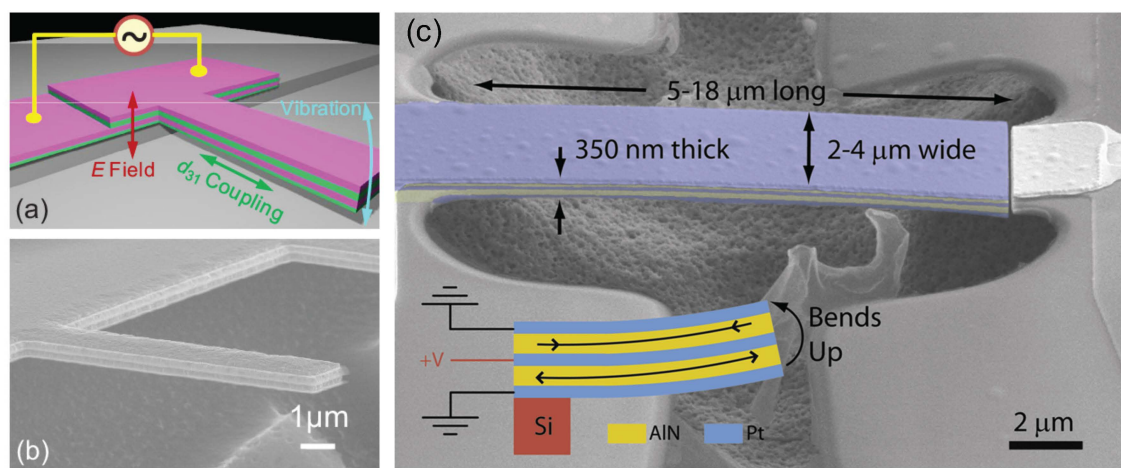 Vibration
E Field
d31 Coupling
(a)
(b)
1μm
(c)
5-18 μm long
350 nm thick
2-4 μm wide
Bends
Up
+V
Si
AlN
Pt
2 μm